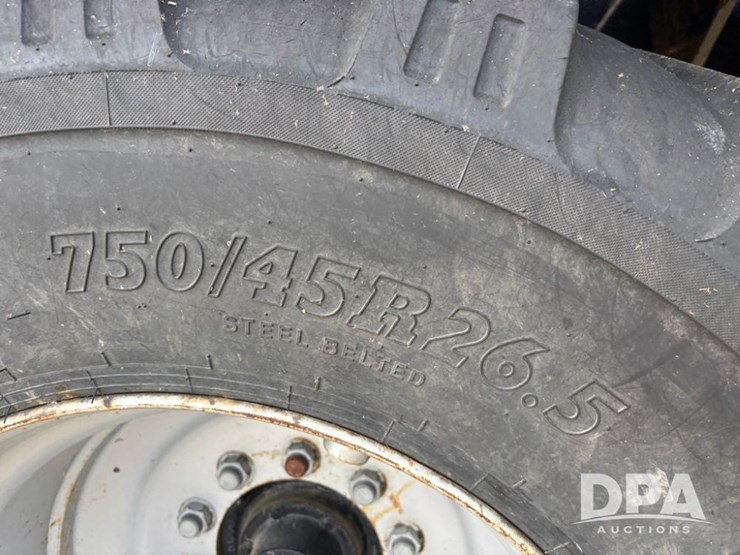 750/45R26.5
STEEL BELTED
DPA
AUCTIONS